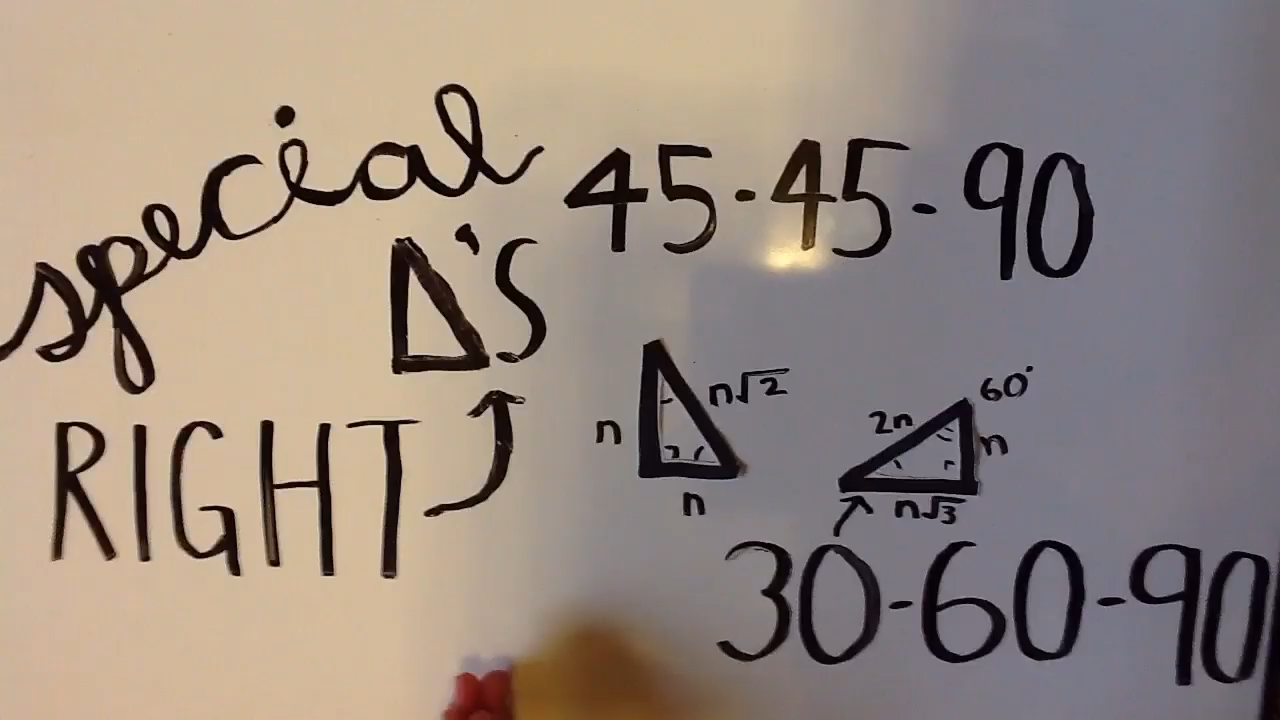 special
Δ'S
RIGHT
45-45-90
n√2
n
n
60°
2n
n
n√3
30-60-90